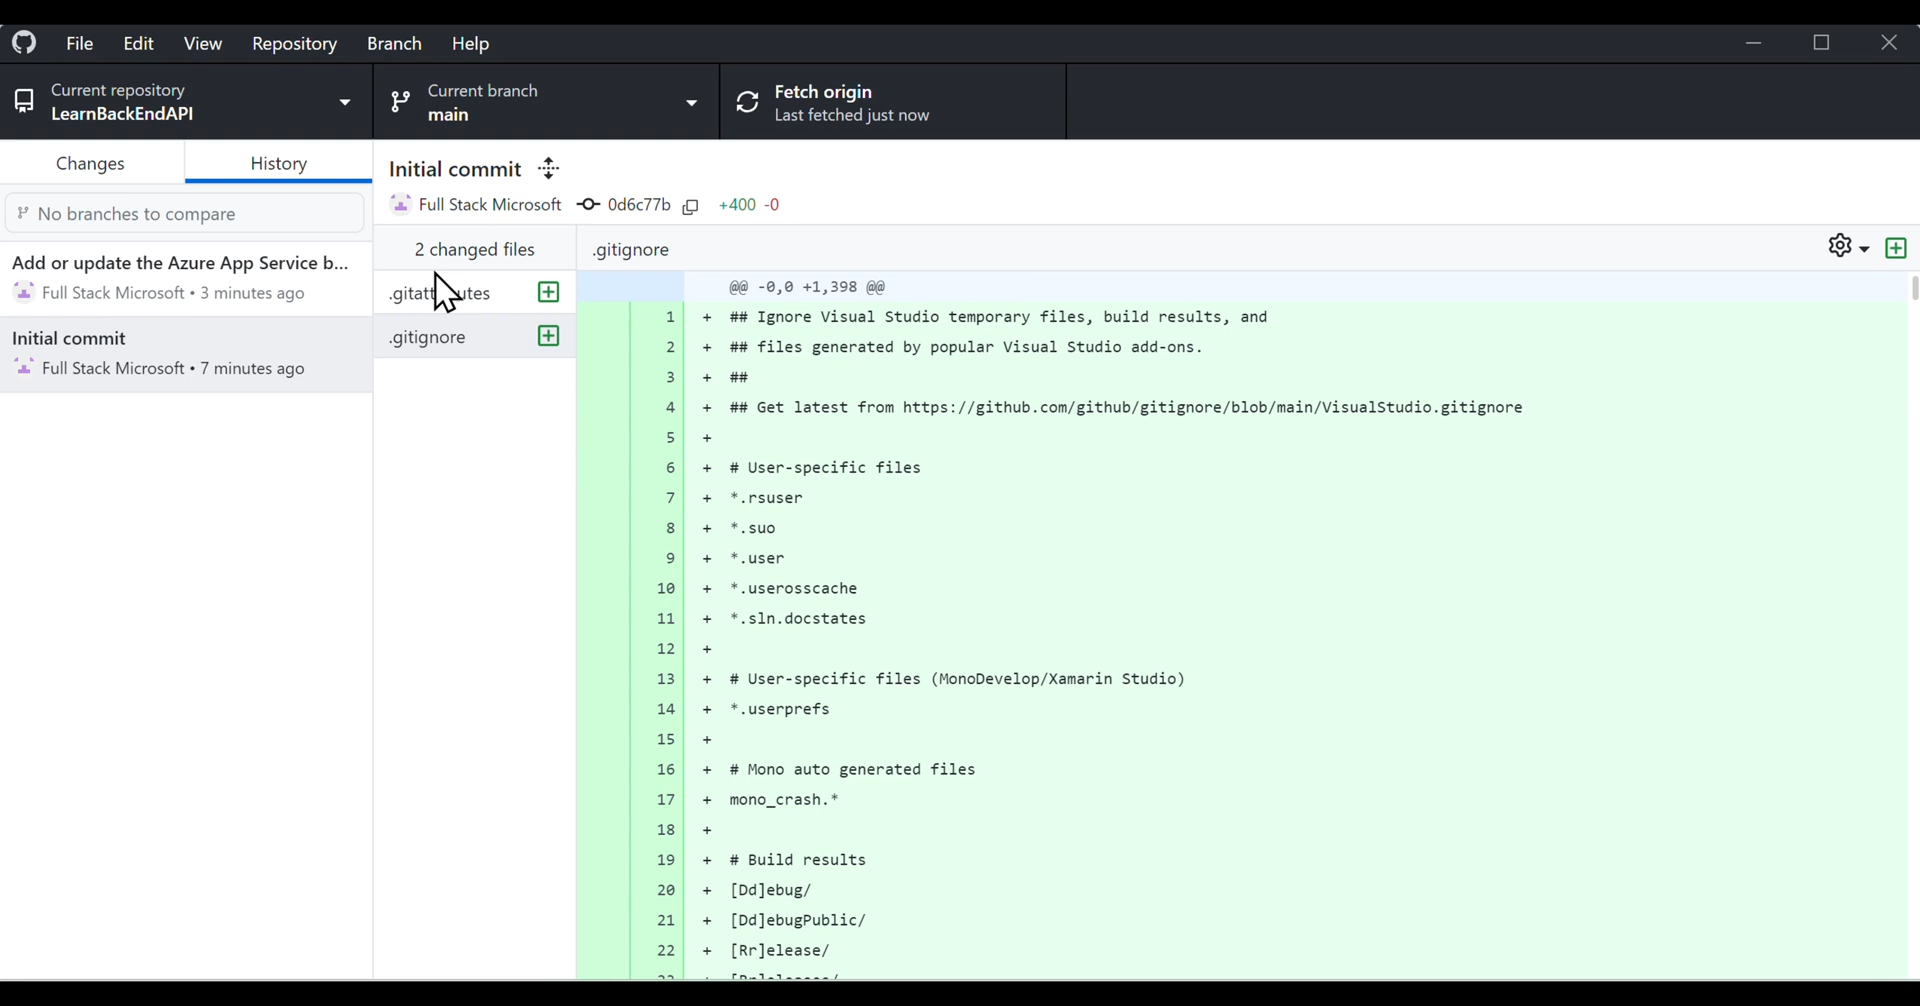 File Edit View Repository Branch Help
Current repository
LearnBackEndAPI
Current branch
main
Fetch origin
Last fetched just now
Changes
History
No branches to compare
Add or update the Azure App Service b...
Full Stack Microsoft • 3 minutes ago
Initial commit
Full Stack Microsoft • 7 minutes ago
Initial commit
Full Stack Microsoft 0d6c77b +400 -0
2 changed files
.gitignore
.gitignore
@@ -0,0 +1,398 @@
1 + ## Ignore Visual Studio temporary files, build results, and
2 + ## files generated by popular Visual Studio add-ons.
3 + ##
4 + ## Get latest from https://github.com/github/gitignore/blob/main/VisualStudio.gitignore
5 +
6 + # User-specific files
7 + *.rsuser
8 + *.suo
9 + *.user
10 + *.userosscache
11 + *.sln.docstates
12 +
13 + # User-specific files (MonoDevelop/Xamarin Studio)
14 + *.userprefs
15 +
16 + # Mono auto generated files
17 + mono_crash.*
18 +
19 + # Build results
20 + [Dd]ebug/
21 + [Dd]ebugPublic/
22 + [Rr]elease/